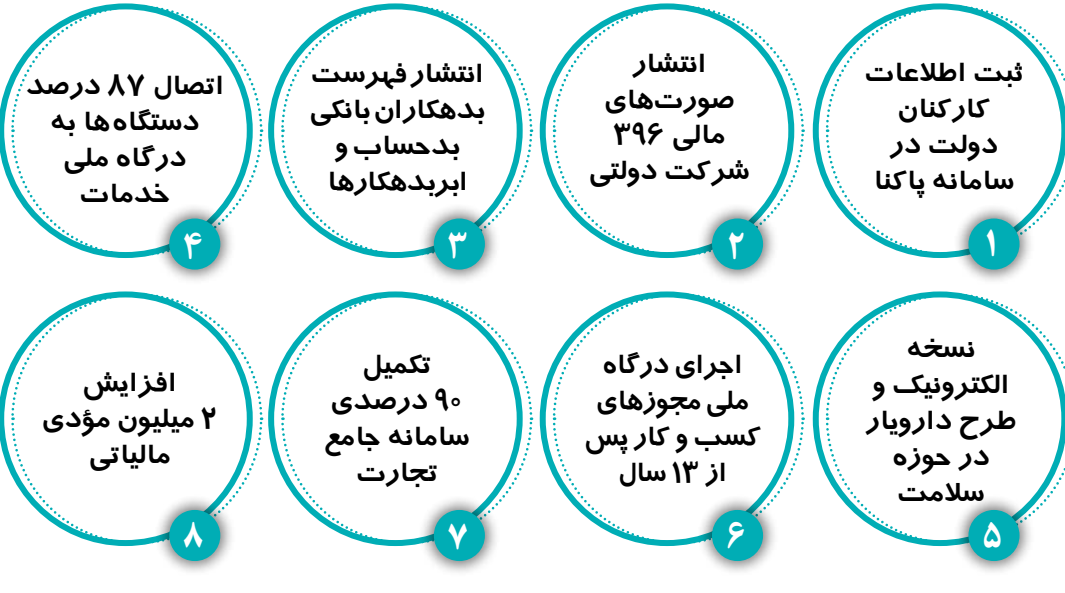 ثبت اطلاعات
کارکنان
دولت در
سامانه پاکنا
۱
انتشار
صورت‌های
مالی ۳۹۶
شرکت دولتی
۲
انتشار فهرست
بدهکاران بانکی
بدحساب و
ابربدهکارها
۳
اتصال ۸۷ درصد
دستگاه‌ها به
درگاه ملی
خدمات
۴
نسخه
الکترونیک و
طرح دارویار
در حوزه
سلامت
۵
اجرای درگاه
ملی مجوزهای
کسب و کار پس
از ۱۳ سال
۶
تکمیل
۹۰ درصدی
سامانه جامع
تجارت
۷
افزایش
۲ میلیون مؤدی
مالیاتی
۸